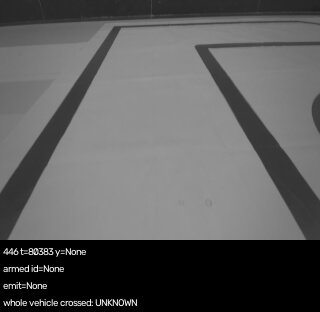 446 t=80383 y=None
armed id=None
emit=None
whole vehicle crossed: UNKNOWN